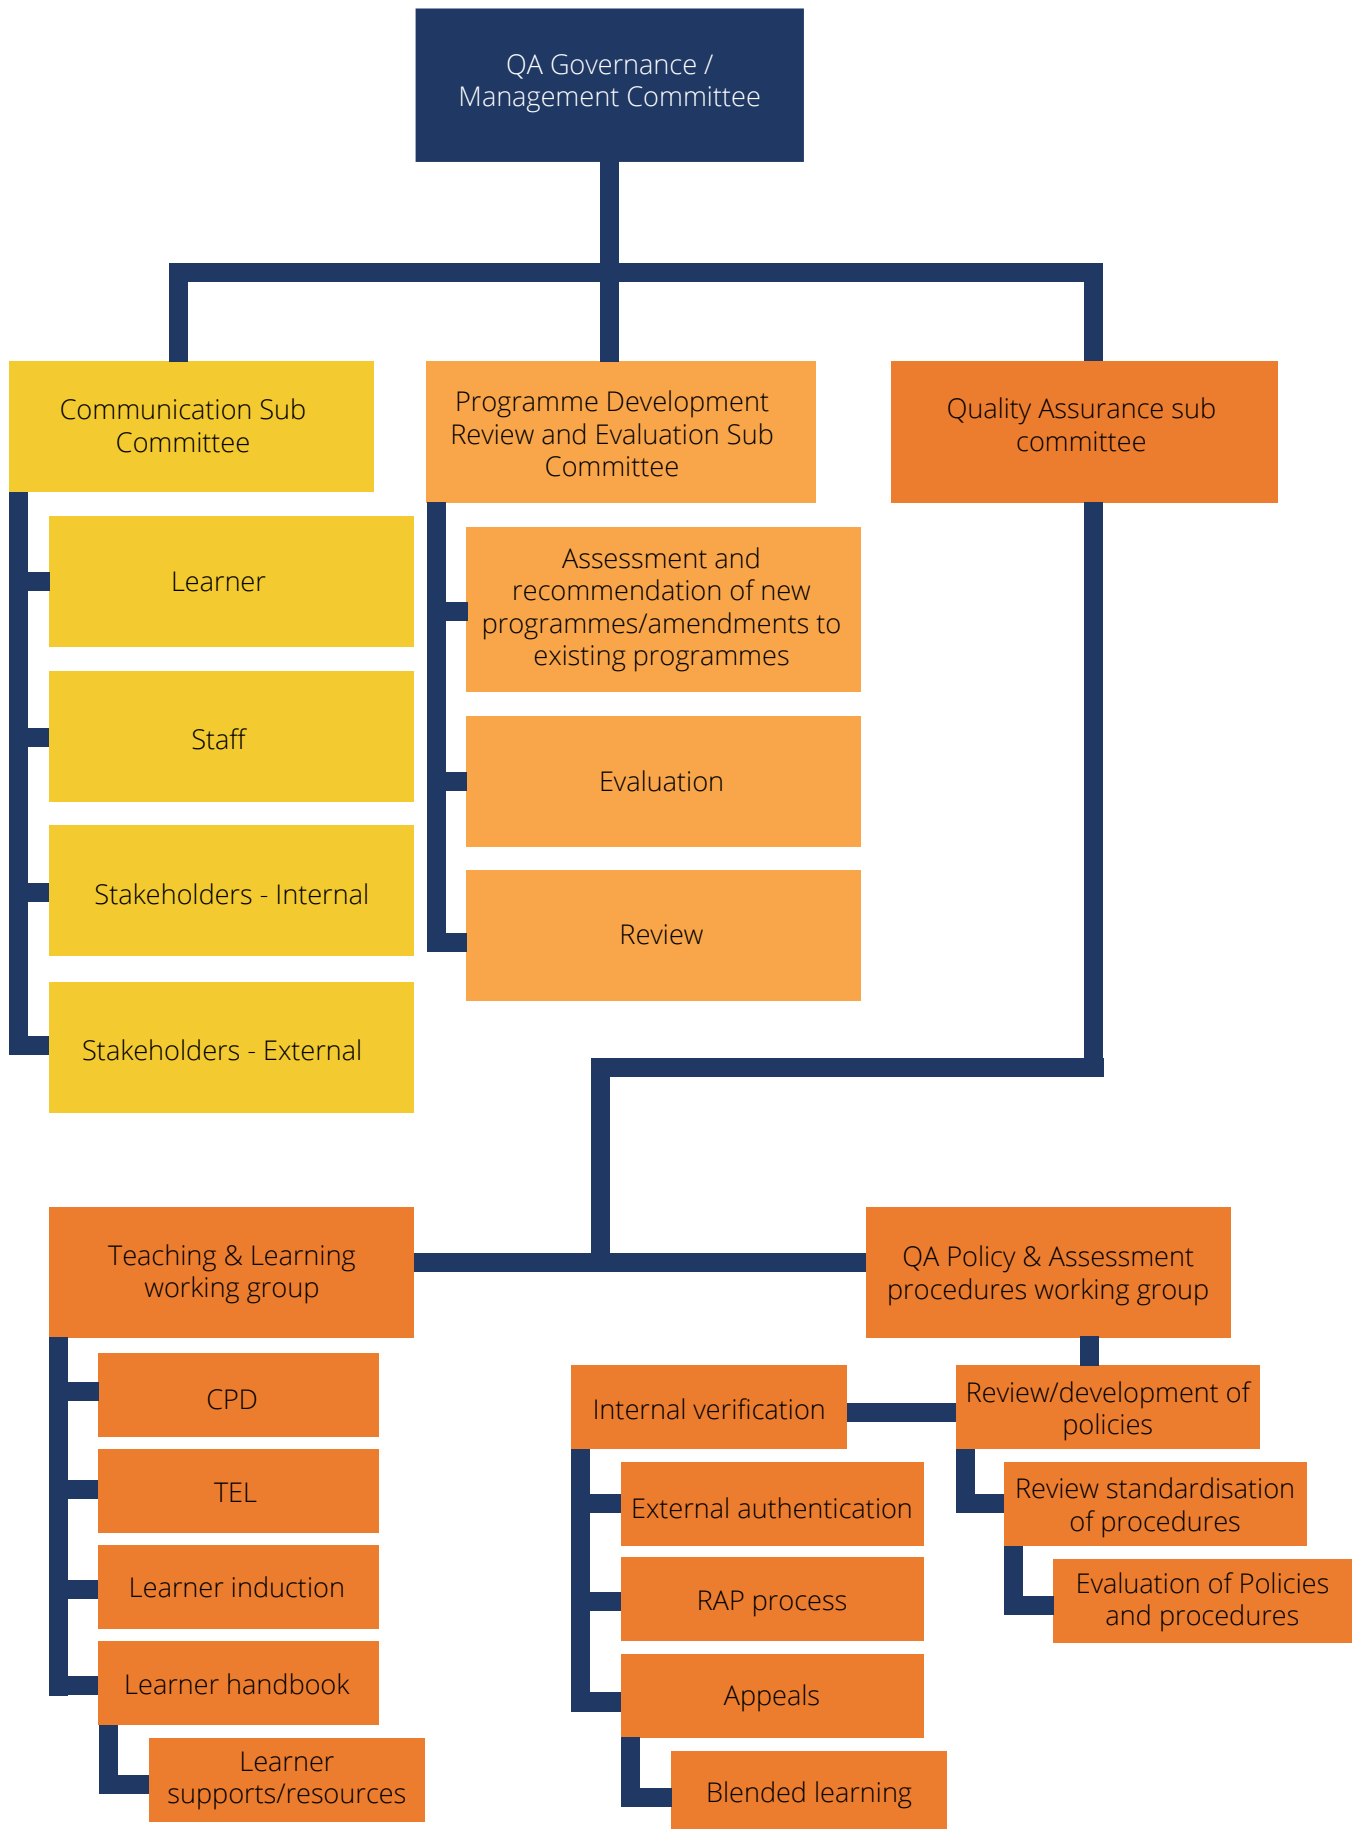 QA Governance /
Management Committee
Communication Sub
Committee
Programme Development
Review and Evaluation Sub
Committee
Quality Assurance sub
committee
Learner
Staff
Stakeholders - Internal
Stakeholders - External
Assessment and
recommendation of new
programmes/amendments to
existing programmes
Evaluation
Review
Teaching & Learning
working group
CPD
TEL
Learner induction
Learner handbook
Learner
supports/resources
QA Policy & Assessment
procedures working group
Internal verification
External authentication
RAP process
Appeals
Blended learning
Review/development of
policies
Review standardisation
of procedures
Evaluation of Policies
and procedures